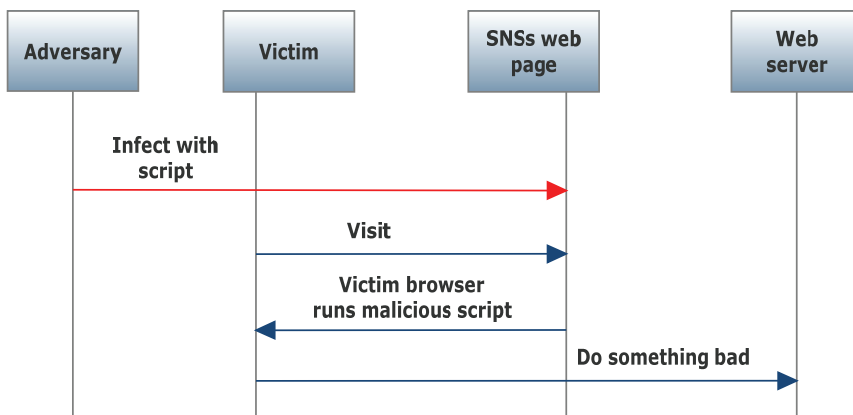 Adversary
Victim
SNSs web
page
Web
server
Infect with
script
Visit
Victim browser
runs malicious script
Do something bad